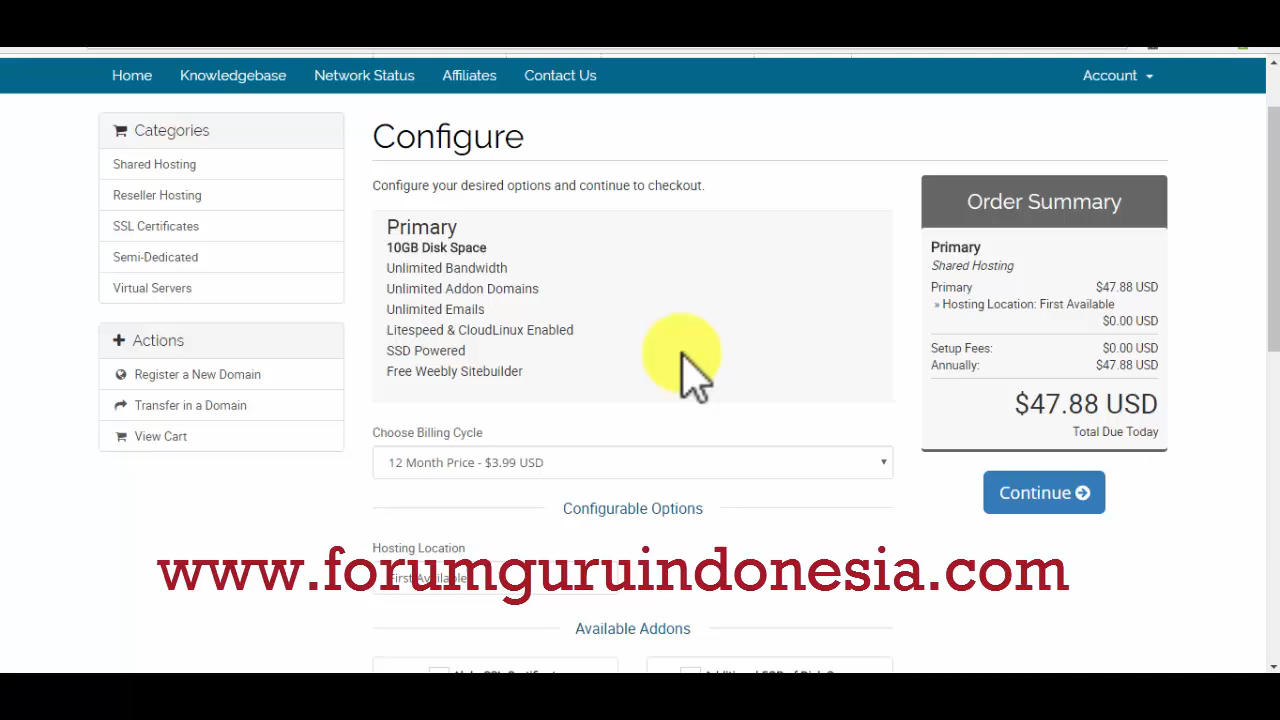 Home Knowledgebase Network Status Affiliates Contact Us Account
Categories
Shared Hosting
Reseller Hosting
SSL Certificates
Semi-Dedicated
Virtual Servers
Actions
Register a New Domain
Transfer in a Domain
View Cart
Configure
Configure your desired options and continue to checkout.
Primary
10GB Disk Space
Unlimited Bandwidth
Unlimited Addon Domains
Unlimited Emails
Litespeed & CloudLinux Enabled
SSD Powered
Free Weebly Sitebuilder
Choose Billing Cycle
12 Month Price - $3.99 USD
Configurable Options
Hosting Location
First Available
www.forumguruindonesia.com
Available Addons
Order Summary
Primary
Shared Hosting
Primary $47.88 USD
» Hosting Location: First Available
$0.00 USD
Setup Fees: $0.00 USD
Annually: $47.88 USD
$47.88 USD
Total Due Today
Continue